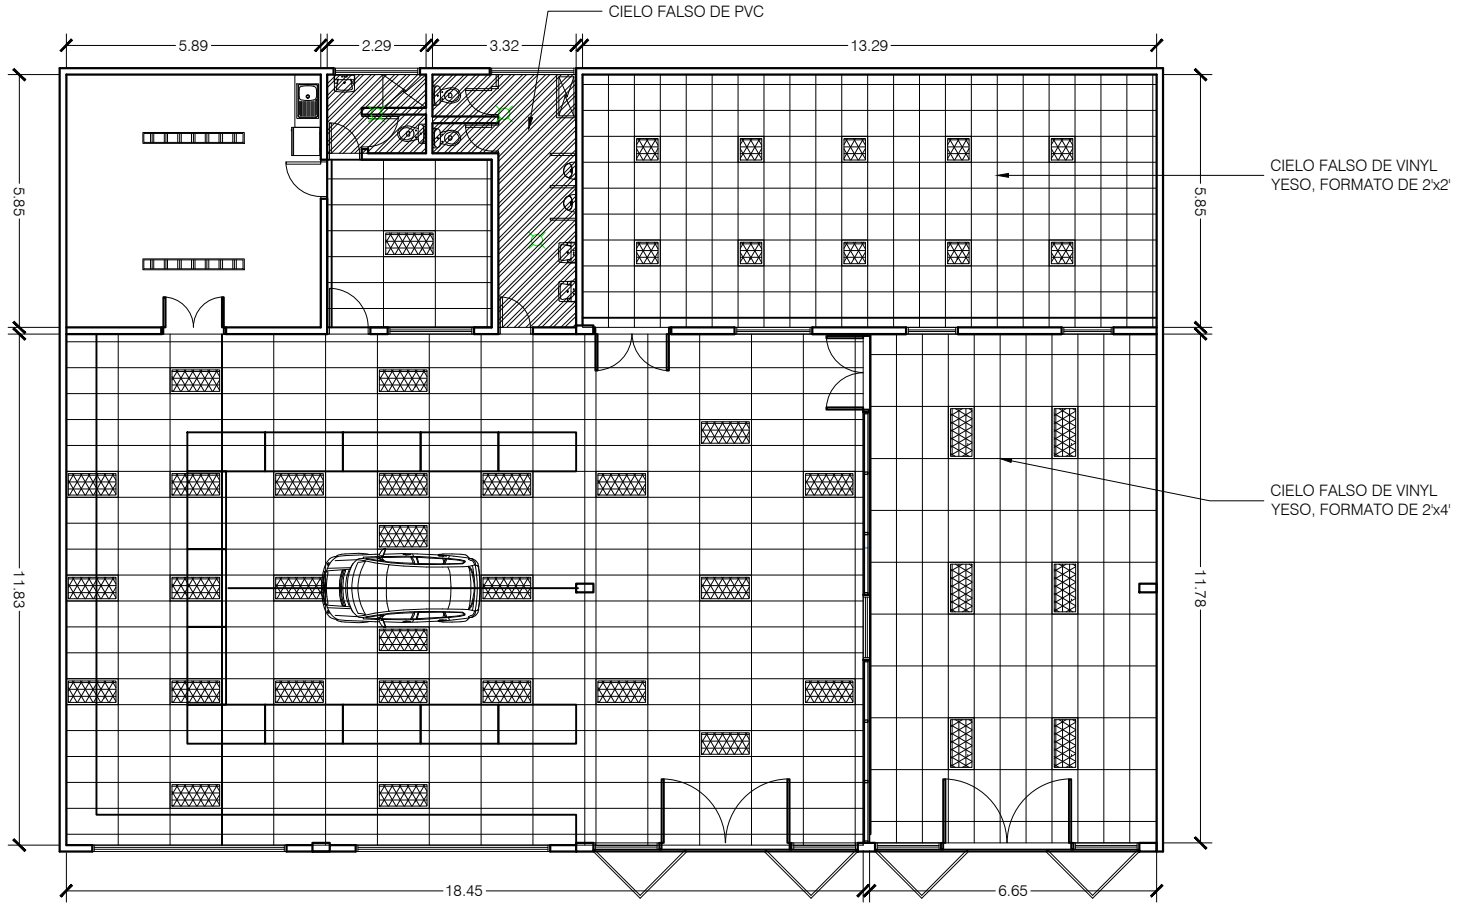 CIELO FALSO DE PVC
5.89
2.29
3.32
13.29
5.85
5.85
CIELO FALSO DE VINYL
YESO, FORMATO DE 2'x2'
CIELO FALSO DE VINYL
YESO, FORMATO DE 2'x4'
11.83
11.78
18.45
6.65